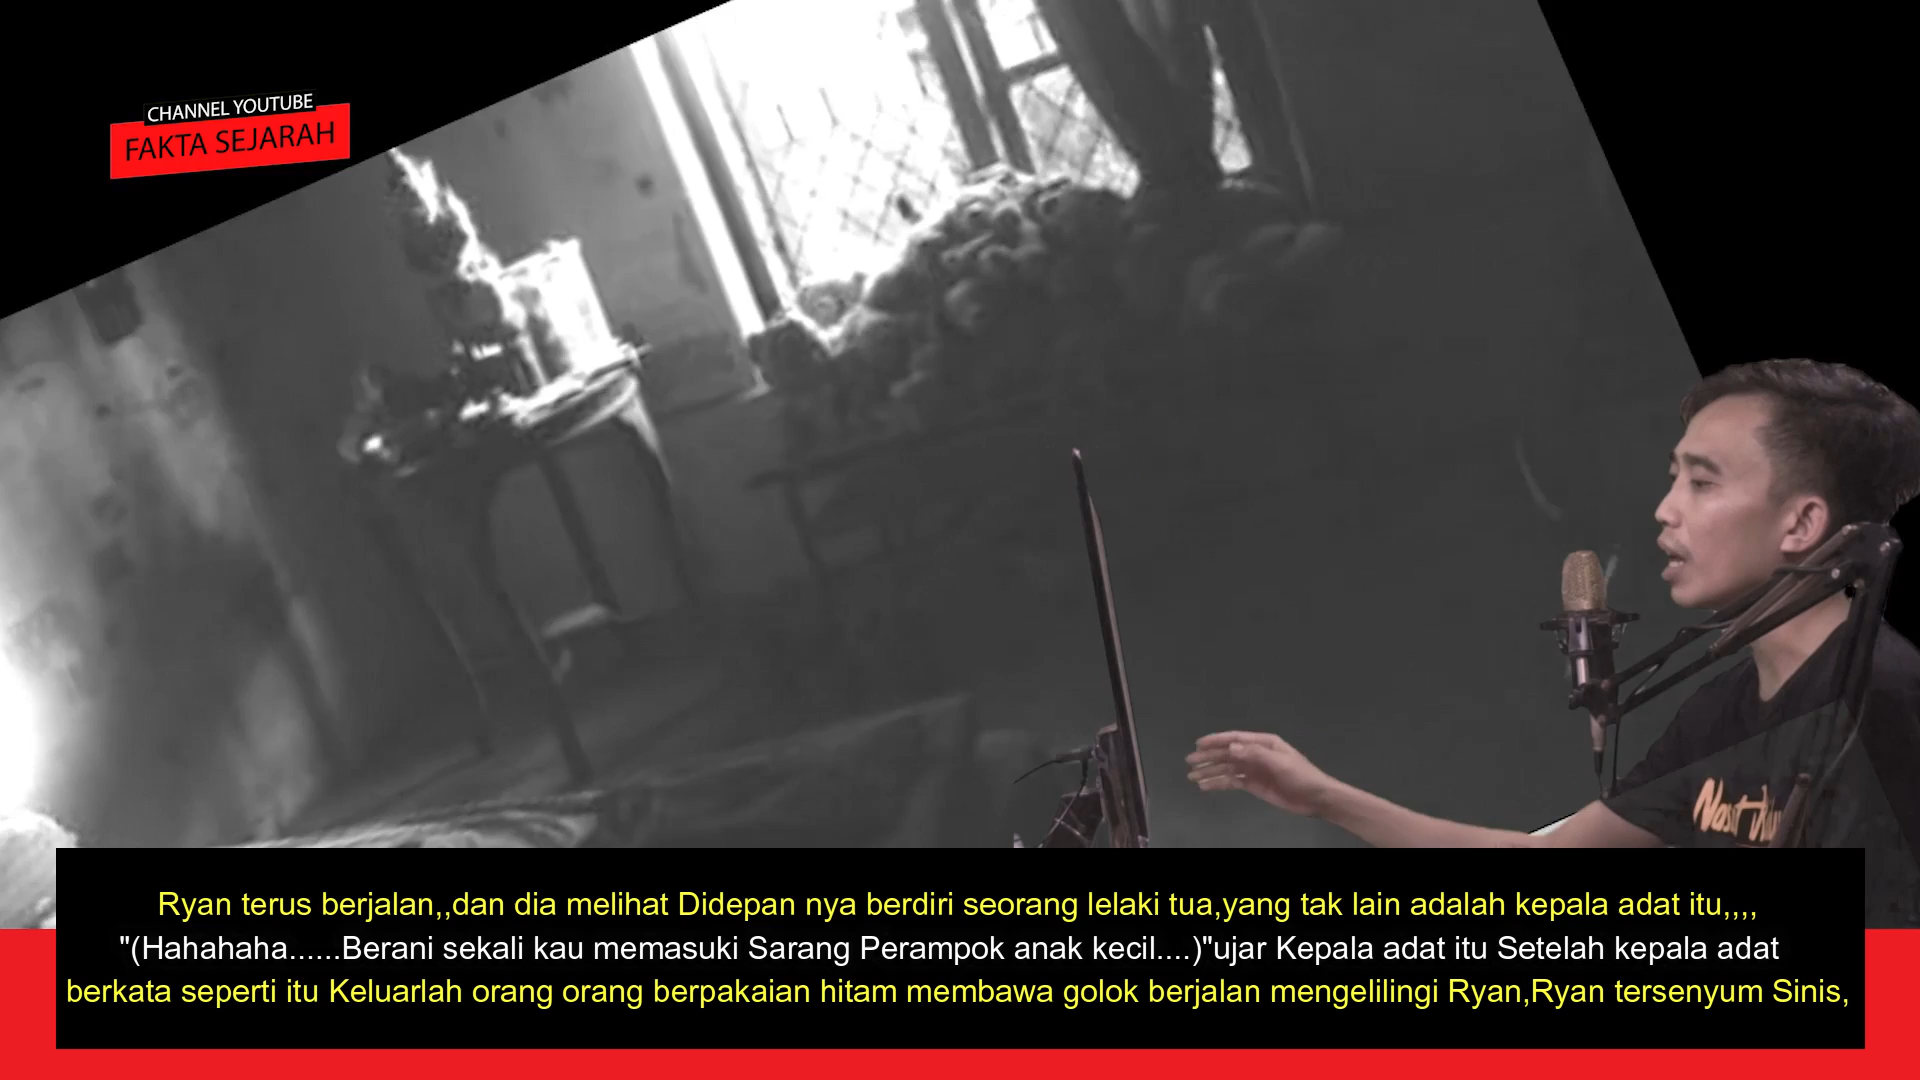 CHANNEL YOUTUBE
FAKTA SEJARAH
Ryan terus berjalan,,dan dia melihat Didepan nya berdiri seorang lelaki tua,yang tak lain adalah kepala adat itu,,,,
"(Hahahaha......Berani sekali kau memasuki Sarang Perampok anak kecil....)"ujar Kepala adat itu Setelah kepala adat
berkata seperti itu Keluarlah orang orang berpakaian hitam membawa golok berjalan mengelilingi Ryan,Ryan tersenyum Sinis,